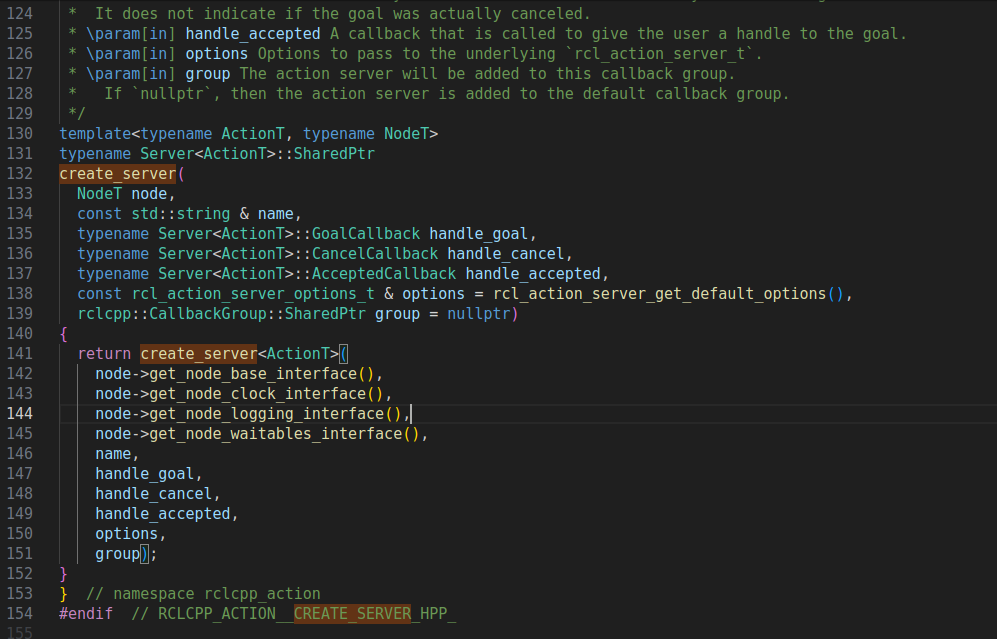 124  *  It does not indicate if the goal was actually canceled.
125  * \param[in] handle_accepted A callback that is called to give the user a handle to the goal.
126  * \param[in] options Options to pass to the underlying `rcl_action_server_t`.
127  * \param[in] group The action server will be added to this callback group.
128  *   If `nullptr`, then the action server is added to the default callback group.
129  */
130 template<typename ActionT, typename NodeT>
131 typename Server<ActionT>::SharedPtr
132 create_server(
133   NodeT node,
134   const std::string & name,
135   typename Server<ActionT>::GoalCallback handle_goal,
136   typename Server<ActionT>::CancelCallback handle_cancel,
137   typename Server<ActionT>::AcceptedCallback handle_accepted,
138   const rcl_action_server_options_t & options = rcl_action_server_get_default_options(),
139   rclcpp::CallbackGroup::SharedPtr group = nullptr)
140 {
141   return create_server<ActionT>(
142     node->get_node_base_interface(),
143     node->get_node_clock_interface(),
144     node->get_node_logging_interface(),
145     node->get_node_waitables_interface(),
146     name,
147     handle_goal,
148     handle_cancel,
149     handle_accepted,
150     options,
151     group);
152 }
153 }  // namespace rclcpp_action
154 #endif  // RCLCPP_ACTION__CREATE_SERVER_HPP_
155